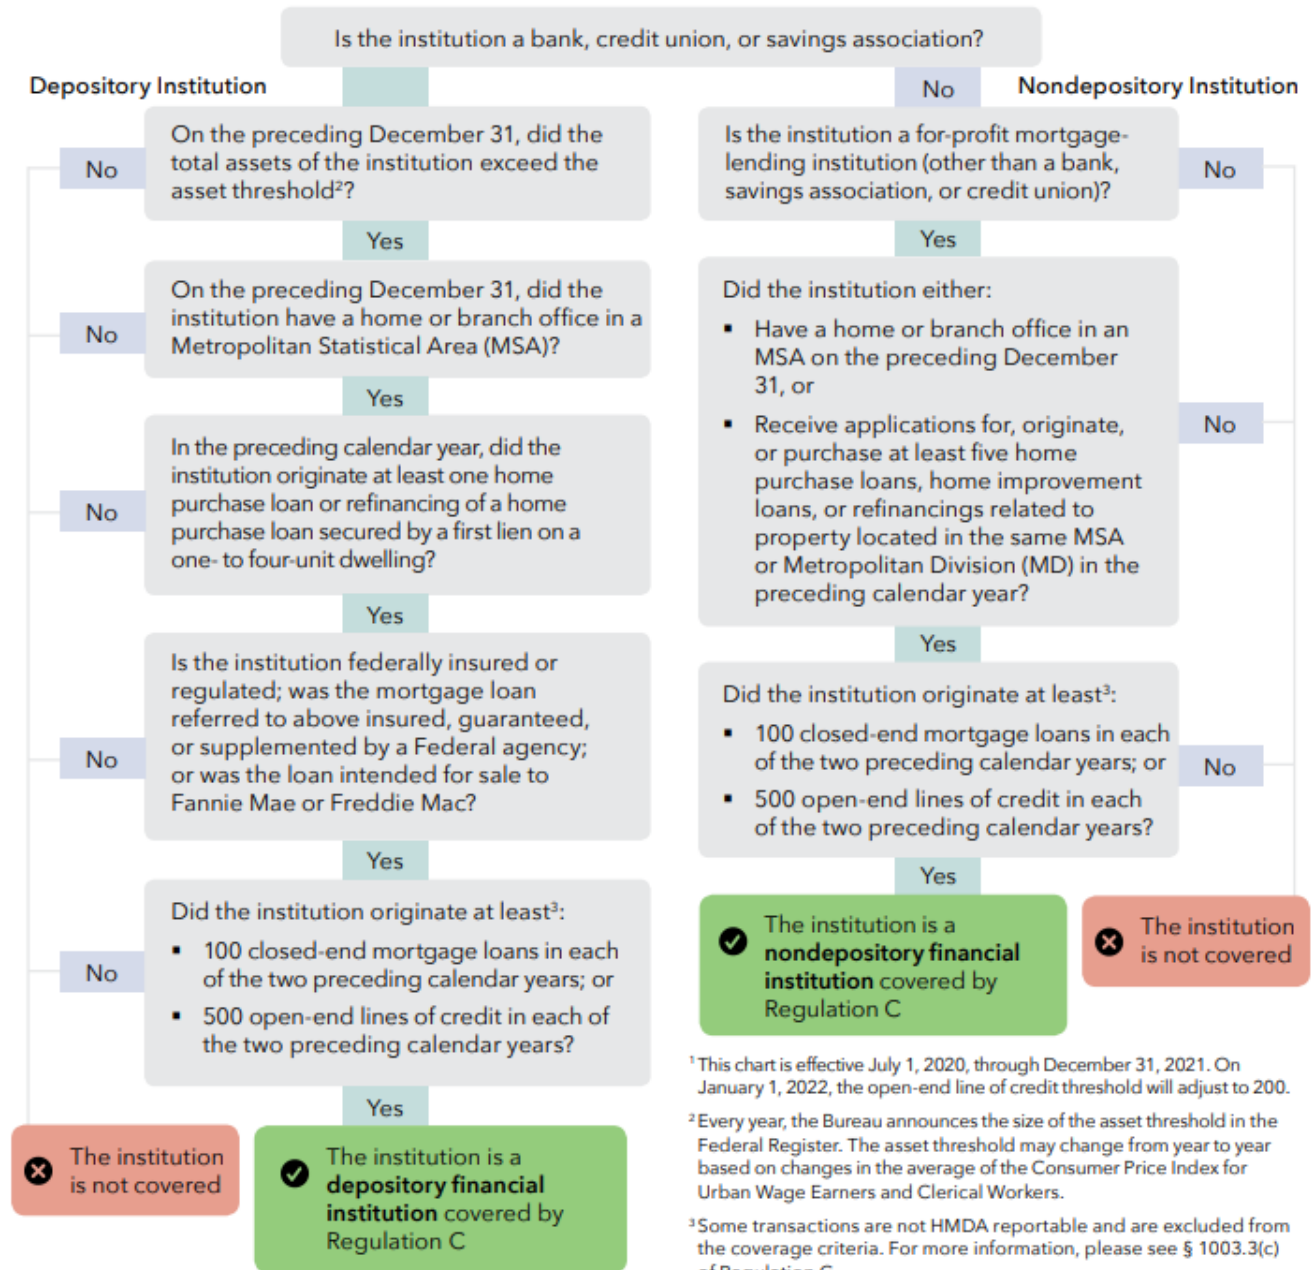 Is the institution a bank, credit union, or savings association?
Depository Institution
No
Nondepository Institution
On the preceding December 31, did the
total assets of the institution exceed the
asset threshold²?
No
Yes
On the preceding December 31, did the
institution have a home or branch office in a
Metropolitan Statistical Area (MSA)?
No
Yes
In the preceding calendar year, did the
institution originate at least one home
purchase loan or refinancing of a home
purchase loan secured by a first lien on a
one- to four-unit dwelling?
No
Yes
Is the institution federally insured or
regulated; was the mortgage loan
referred to above insured, guaranteed,
or supplemented by a Federal agency;
or was the loan intended for sale to
Fannie Mae or Freddie Mac?
No
Yes
Did the institution originate at least³:
▪ 100 closed-end mortgage loans in each
of the two preceding calendar years; or
▪ 500 open-end lines of credit in each of
the two preceding calendar years?
No
Yes
The institution
is not covered
The institution is a
depository financial
institution covered by
Regulation C
Is the institution a for-profit mortgage-
lending institution (other than a bank,
savings association, or credit union)?
No
Yes
Did the institution either:
▪ Have a home or branch office in an
MSA on the preceding December
31, or
▪ Receive applications for, originate,
or purchase at least five home
purchase loans, home improvement
loans, or refinancings related to
property located in the same MSA
or Metropolitan Division (MD) in the
preceding calendar year?
No
Yes
Did the institution originate at least³:
▪ 100 closed-end mortgage loans in each
of the two preceding calendar years; or
▪ 500 open-end lines of credit in each
of the two preceding calendar years?
No
Yes
The institution is a
nondepository financial
institution covered by
Regulation C
The institution
is not covered
¹ This chart is effective July 1, 2020, through December 31, 2021. On
January 1, 2022, the open-end line of credit threshold will adjust to 200.
² Every year, the Bureau announces the size of the asset threshold in the
Federal Register. The asset threshold may change from year to year
based on changes in the average of the Consumer Price Index for
Urban Wage Earners and Clerical Workers.
³ Some transactions are not HMDA reportable and are excluded from
the coverage criteria. For more information, please see § 1003.3(c)
of Regulation C